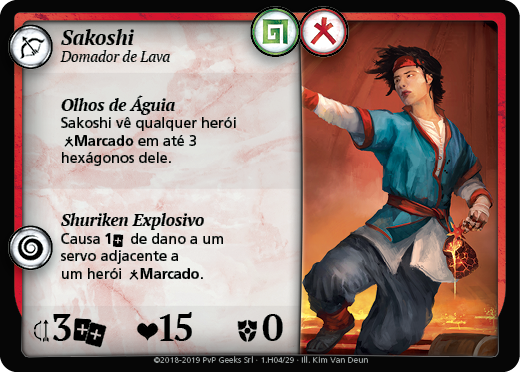 Sakoshi
Domador de Lava
Olhos de Águia
Sakoshi vê qualquer herói
Marcado em até 3
hexágonos dele.
Shuriken Explosivo
Causa 1 de dano a um
servo adjacente a
um herói Marcado.
3 15 0
©2018-2019 PvP Geeks Srl · 1.H04/29 · Ill. Kim Van Deun